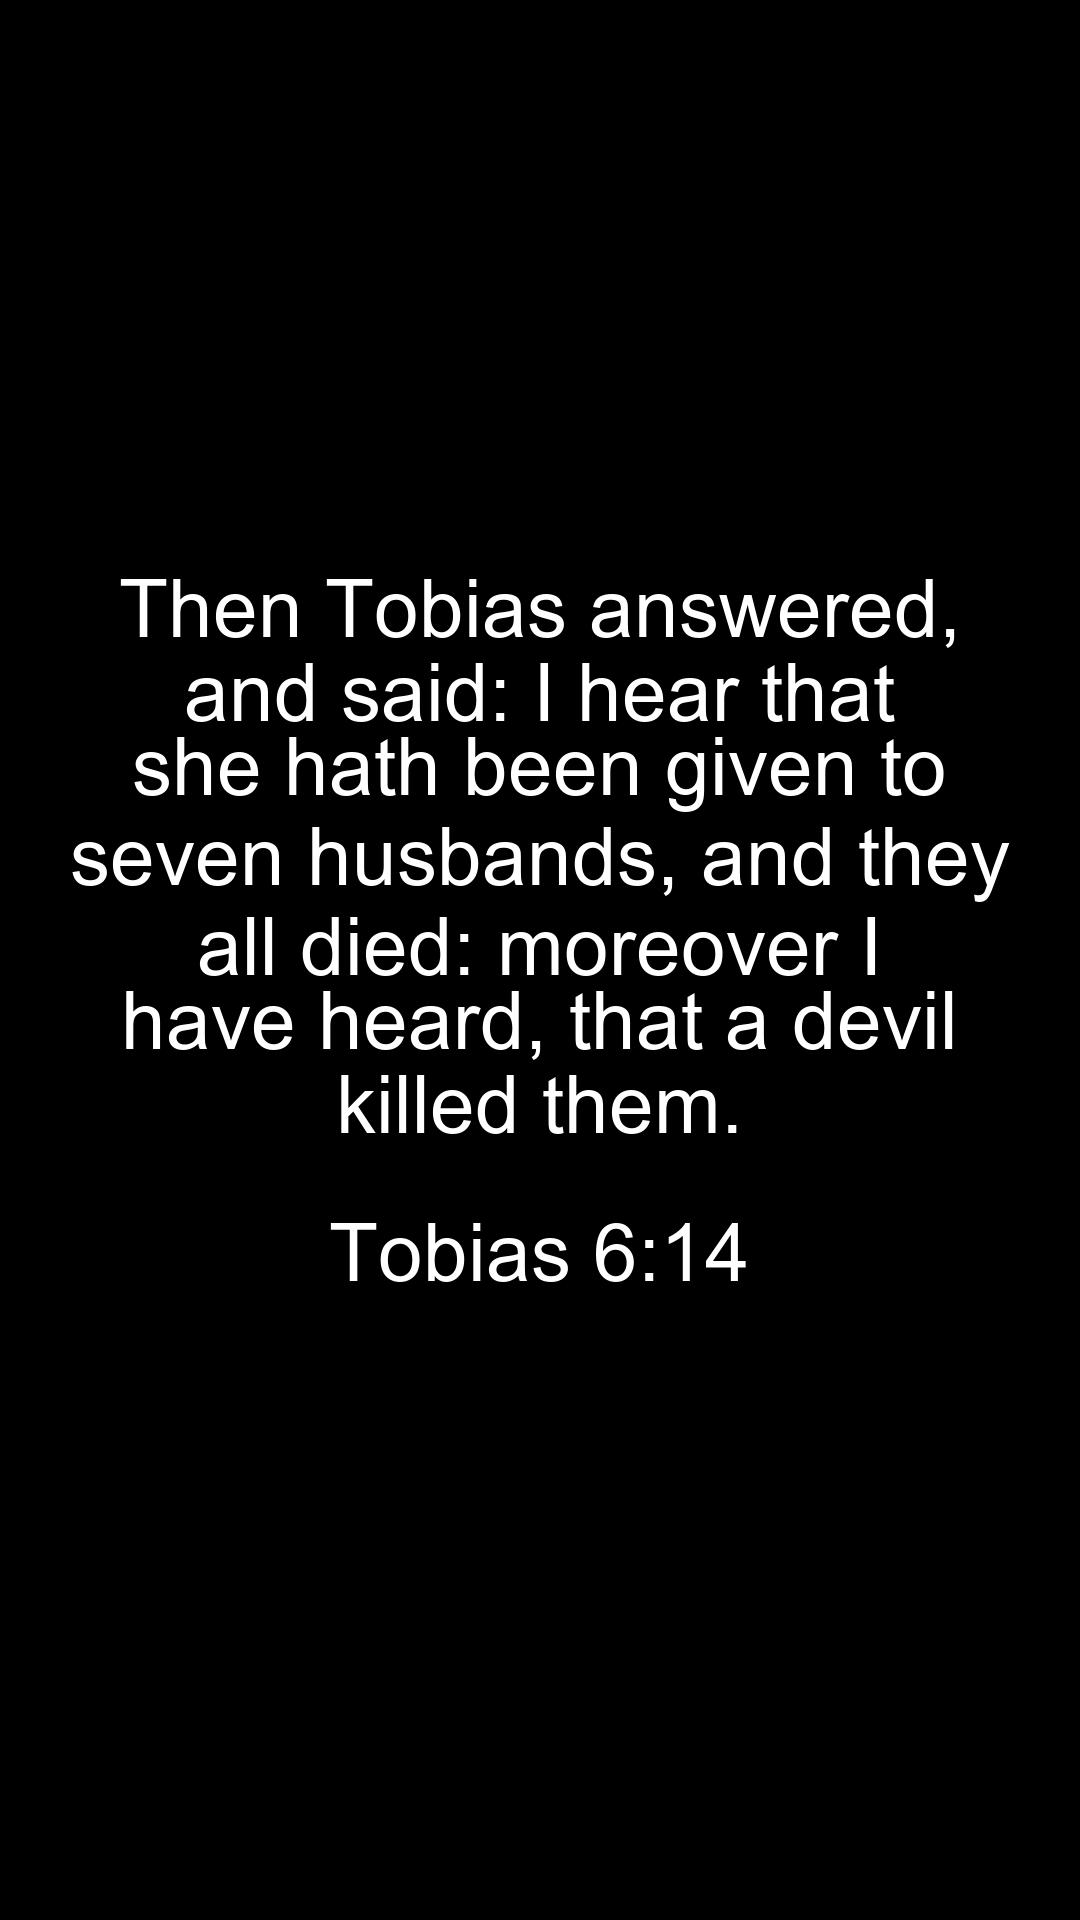 Then Tobias answered,
and said: I hear that
she hath been given to
seven husbands, and they
all died: moreover I
have heard, that a devil
killed them.
Tobias 6:14